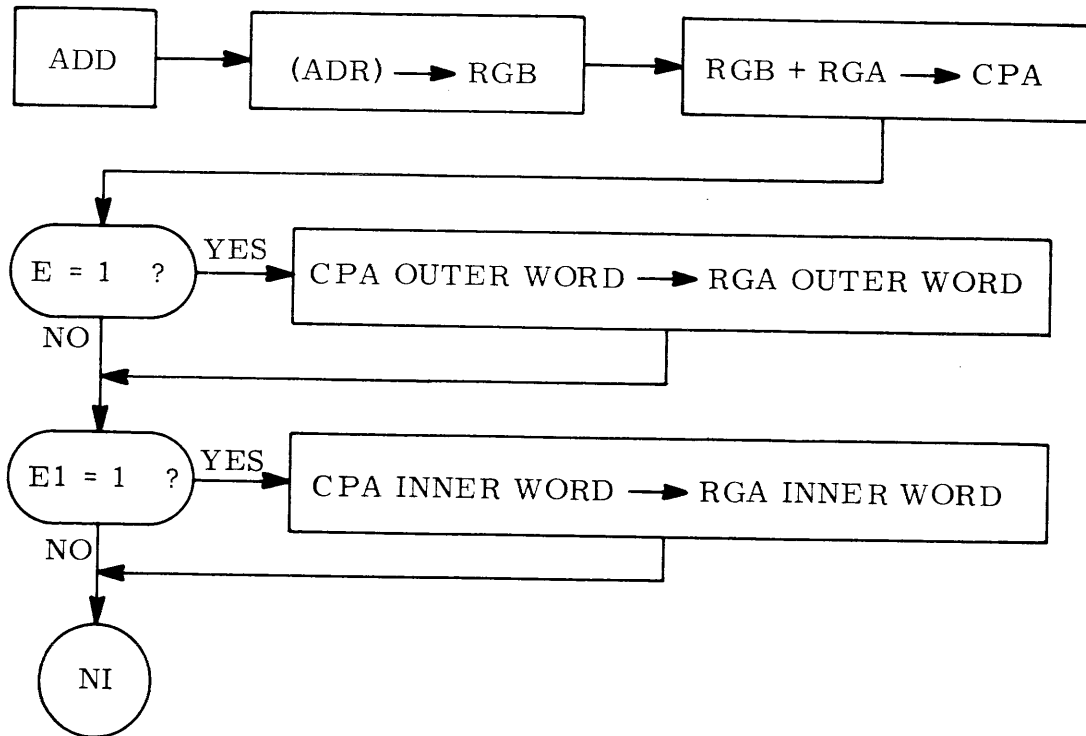 ADD
(ADR) → RGB
RGB + RGA → CPA
E = 1 ?
YES
CPA OUTER WORD → RGA OUTER WORD
NO
E1 = 1 ?
YES
CPA INNER WORD → RGA INNER WORD
NO
NI